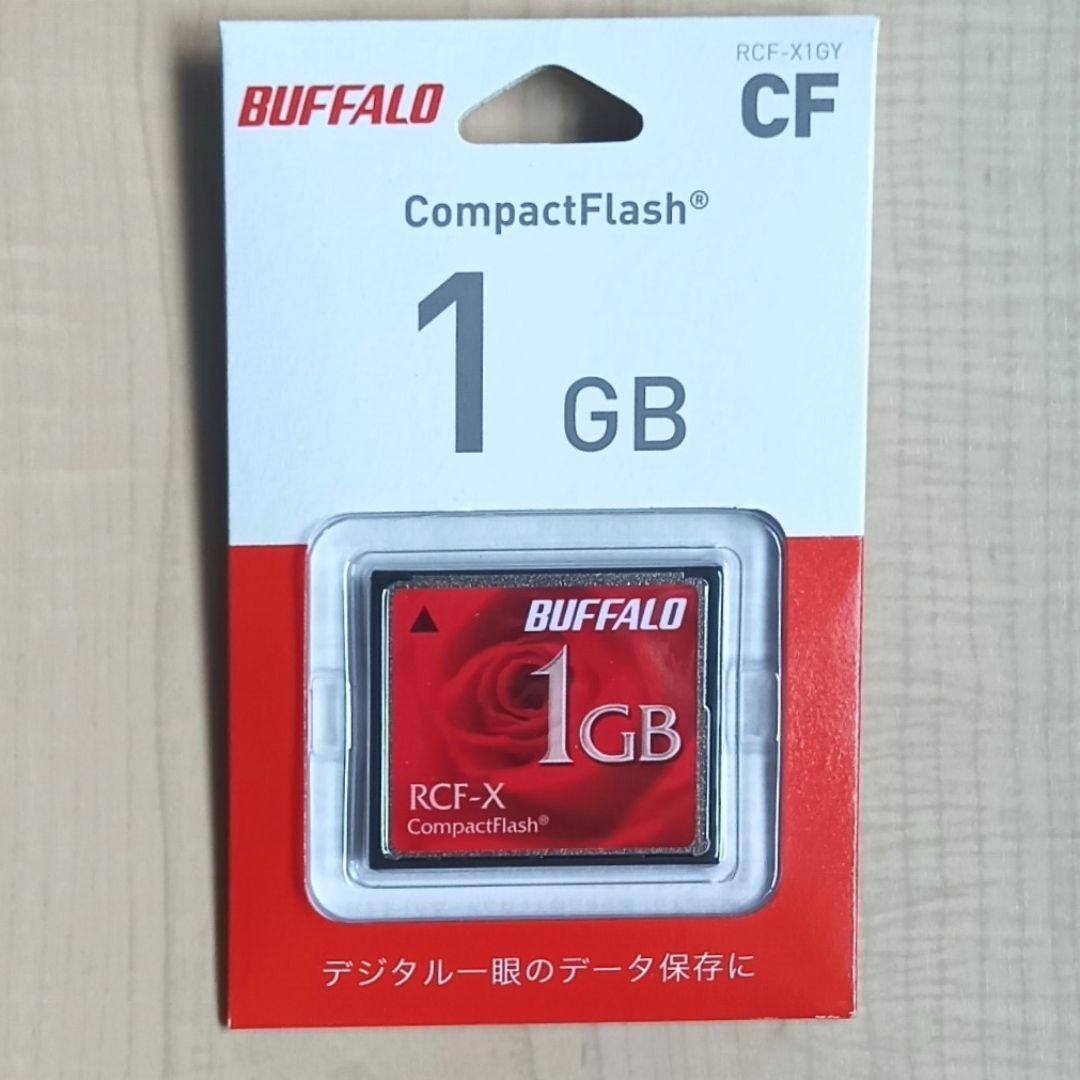 RCF-X1GY
BUFFALO
CF
CompactFlash®
1 GB
BUFFALO
1GB
RCF-X
CompactFlash®
デジタル一眼のデータ保存に